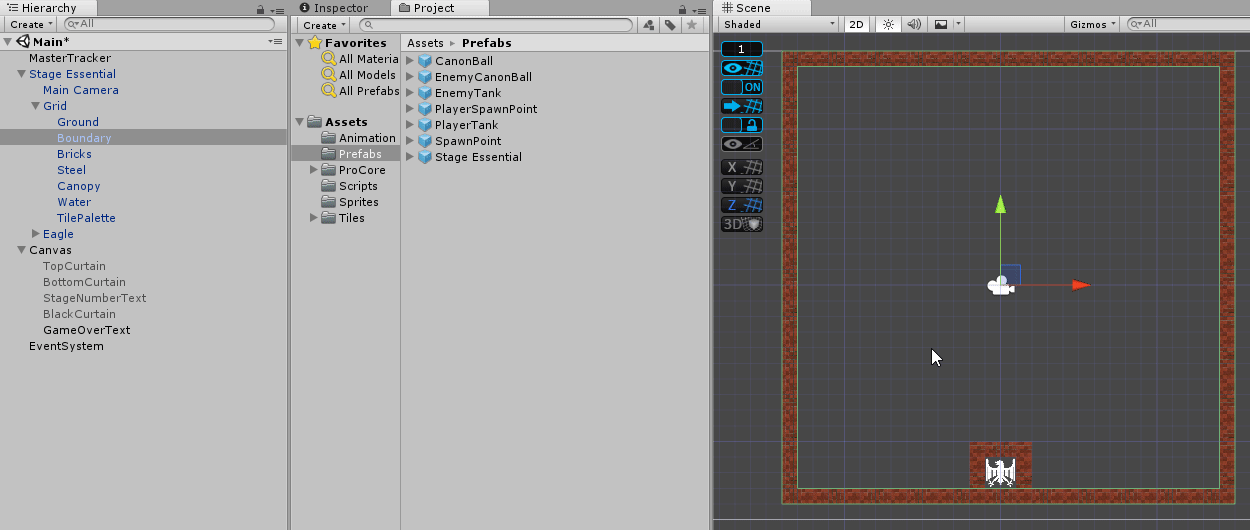 Hierarchy
Create
All
Main*
MasterTracker
Stage Essential
Main Camera
Grid
Ground
Boundary
Bricks
Steel
Canopy
Water
TilePalette
Eagle
Canvas
TopCurtain
BottomCurtain
StageNumberText
BlackCurtain
GameOverText
EventSystem
Inspector
Project
Create
Favorites
All Materia
All Models
All Prefabs
Assets
Animation
Prefabs
ProCore
Scripts
Sprites
Tiles
Assets ▸ Prefabs
CanonBall
EnemyCanonBall
EnemyTank
PlayerSpawnPoint
PlayerTank
SpawnPoint
Stage Essential
Scene
Shaded
2D
Gizmos
All
1
ON
X
Y
Z
3D